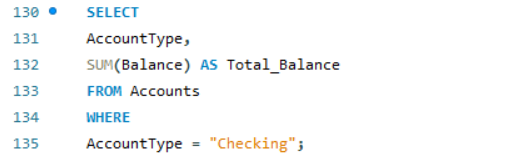 130 SELECT
131 AccountType,
132 SUM(Balance) AS Total_Balance
133 FROM Accounts
134 WHERE
135 AccountType = "Checking";